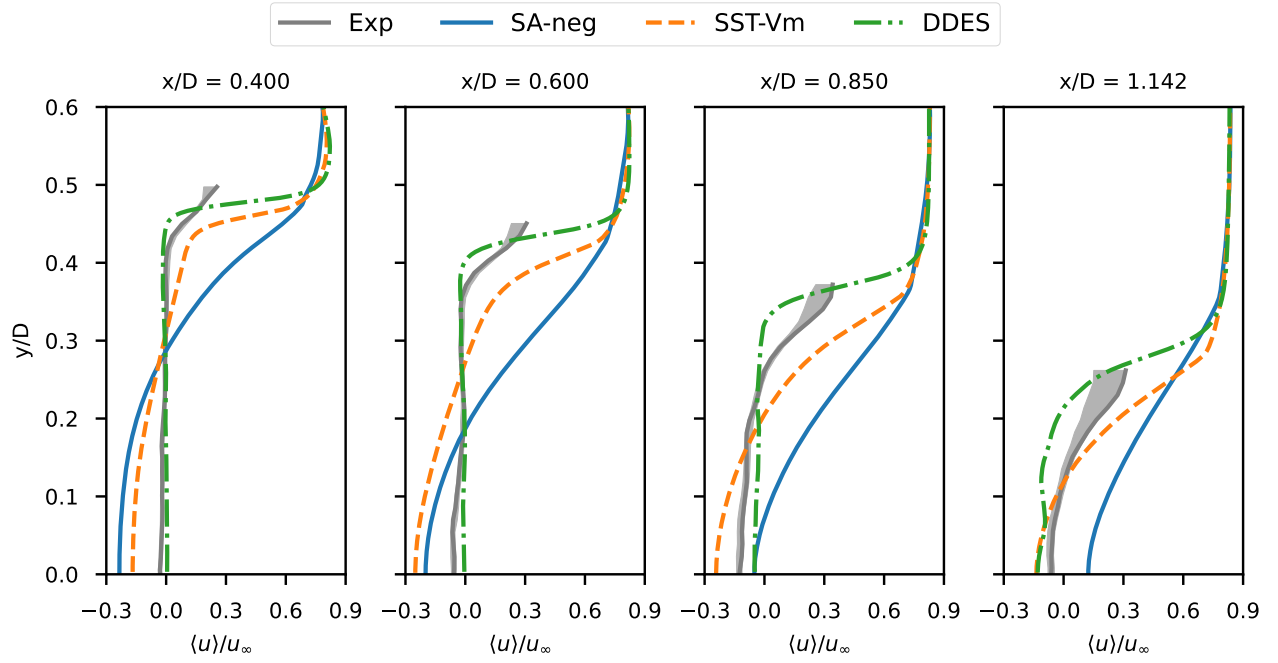 Exp SA-neg SST-Vm DDES
x/D = 0.400 x/D = 0.600 x/D = 0.850 x/D = 1.142
0.6
0.5
0.4
0.3
0.2
0.1
0.0
y/D
−0.3 0.0 0.3 0.6 0.9 −0.3 0.0 0.3 0.6 0.9 −0.3 0.0 0.3 0.6 0.9 −0.3 0.0 0.3 0.6 0.9
⟨u⟩/u∞ ⟨u⟩/u∞ ⟨u⟩/u∞ ⟨u⟩/u∞